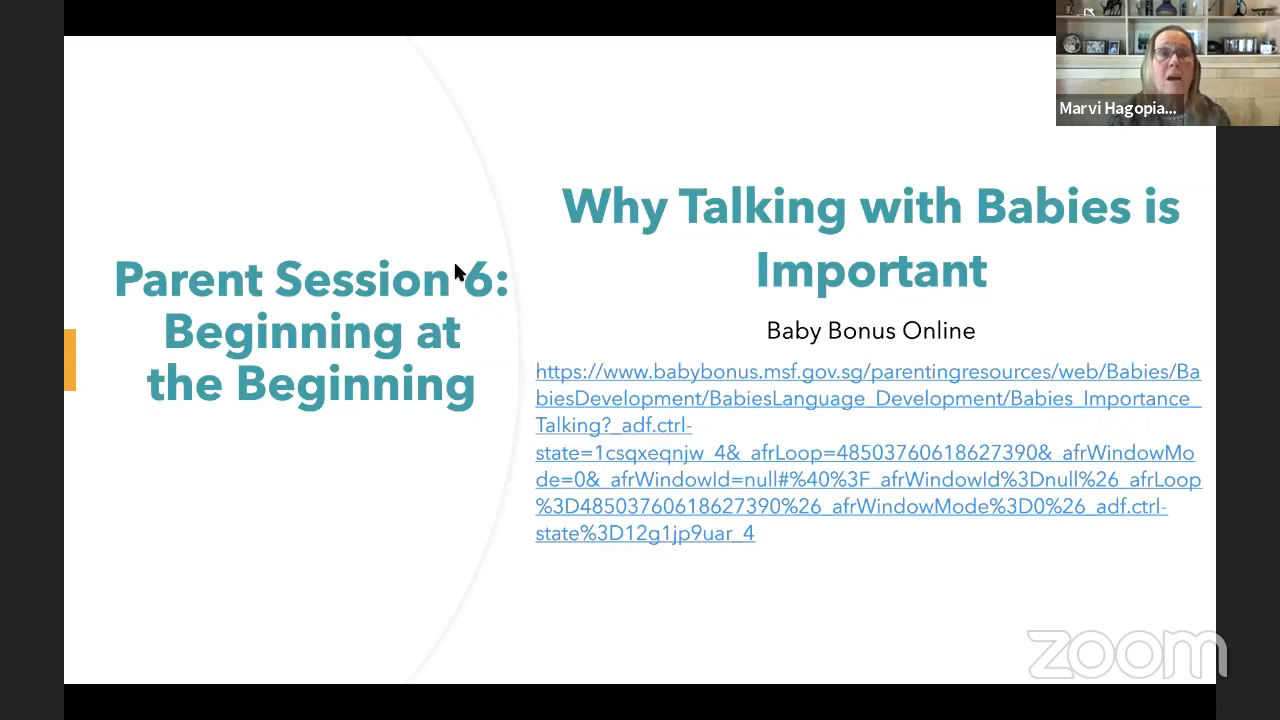 Marvi Hagopia...
Parent Session 6:
Beginning at
the Beginning
Why Talking with Babies is
Important
Baby Bonus Online
https://www.babybonus.msf.gov.sg/parentingresources/web/Babies/Ba
biesDevelopment/BabiesLanguage_Development/Babies_Importance_
Talking?_adf.ctrl-
state=1csqxeqnjw_4&_afrLoop=48503760618627390&_afrWindowMo
de=0&_afrWindowId=null#%40%3F_afrWindowId%3Dnull%26_afrLoop
%3D48503760618627390%26_afrWindowMode%3D0%26_adf.ctrl-
state%3D12g1jp9uar_4
zoom